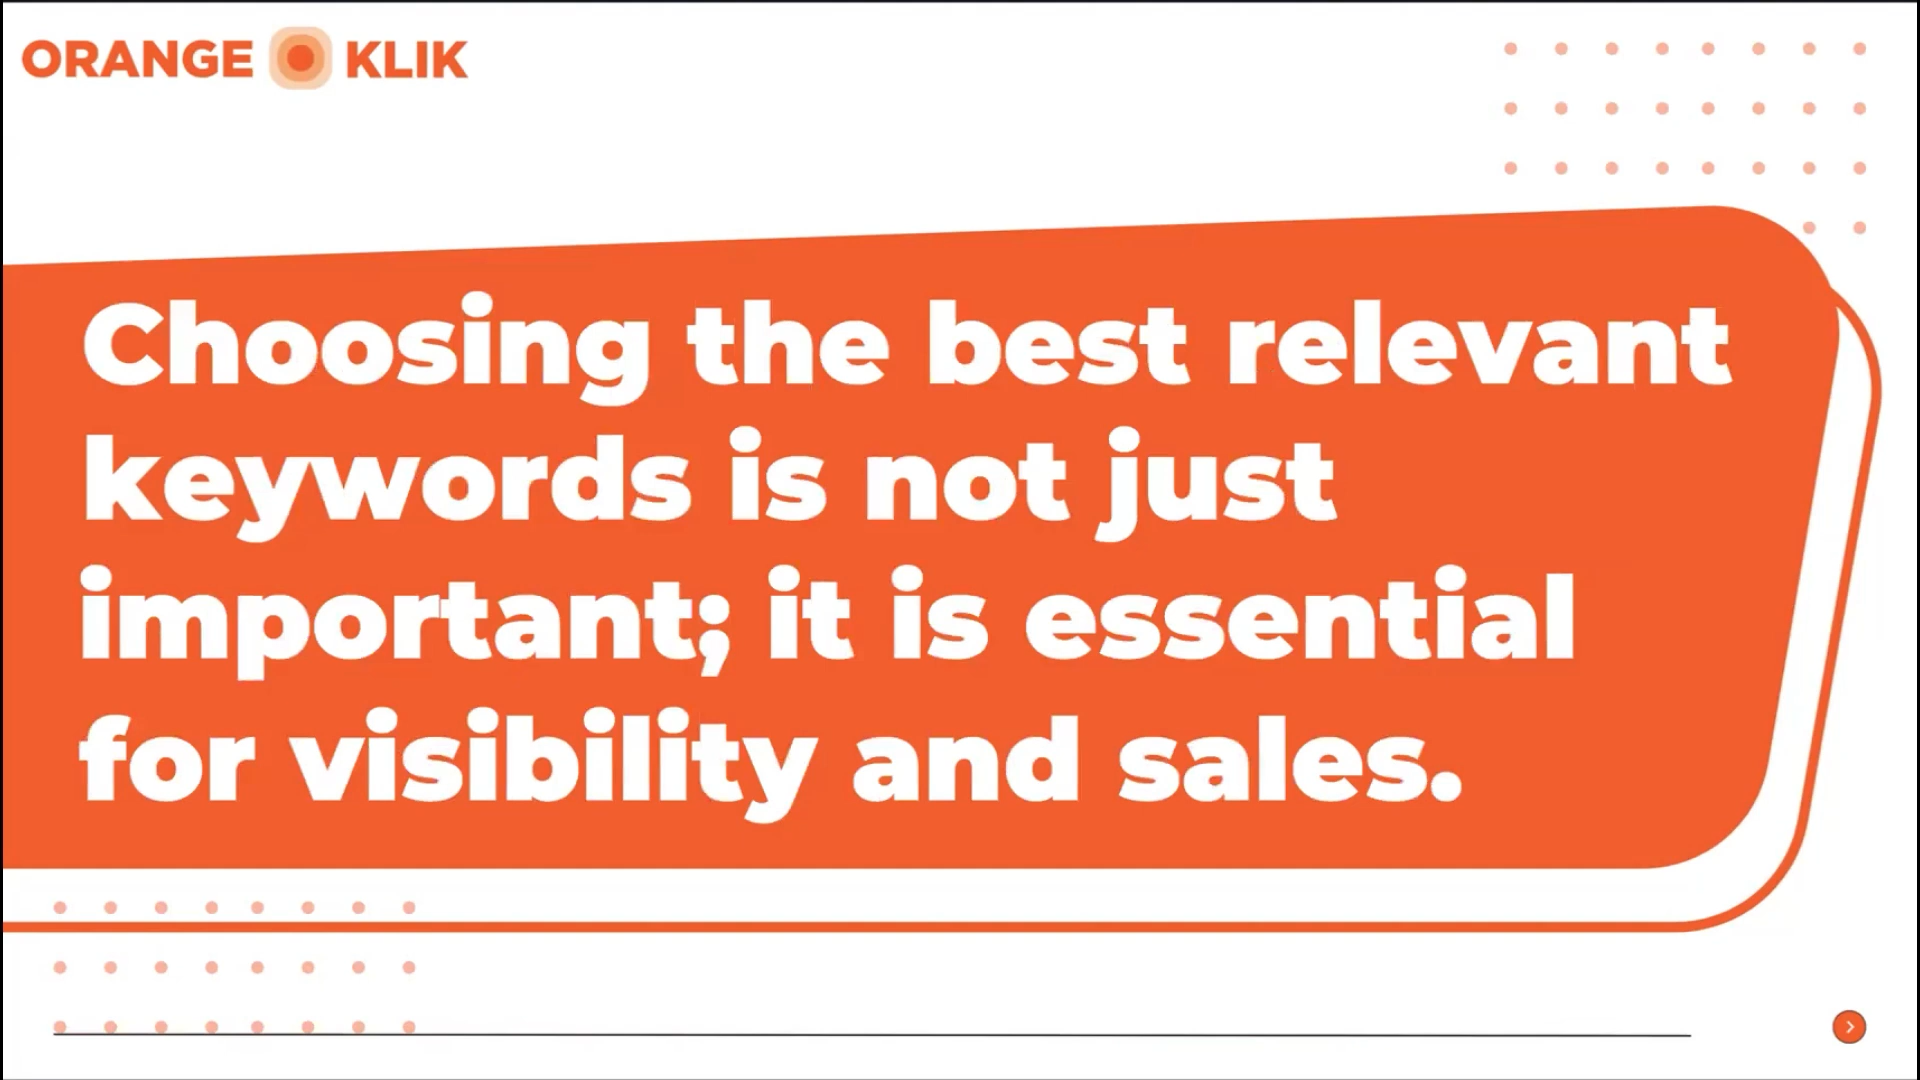 ORANGE KLIK
Choosing the best relevant
keywords is not just
important; it is essential
for visibility and sales.